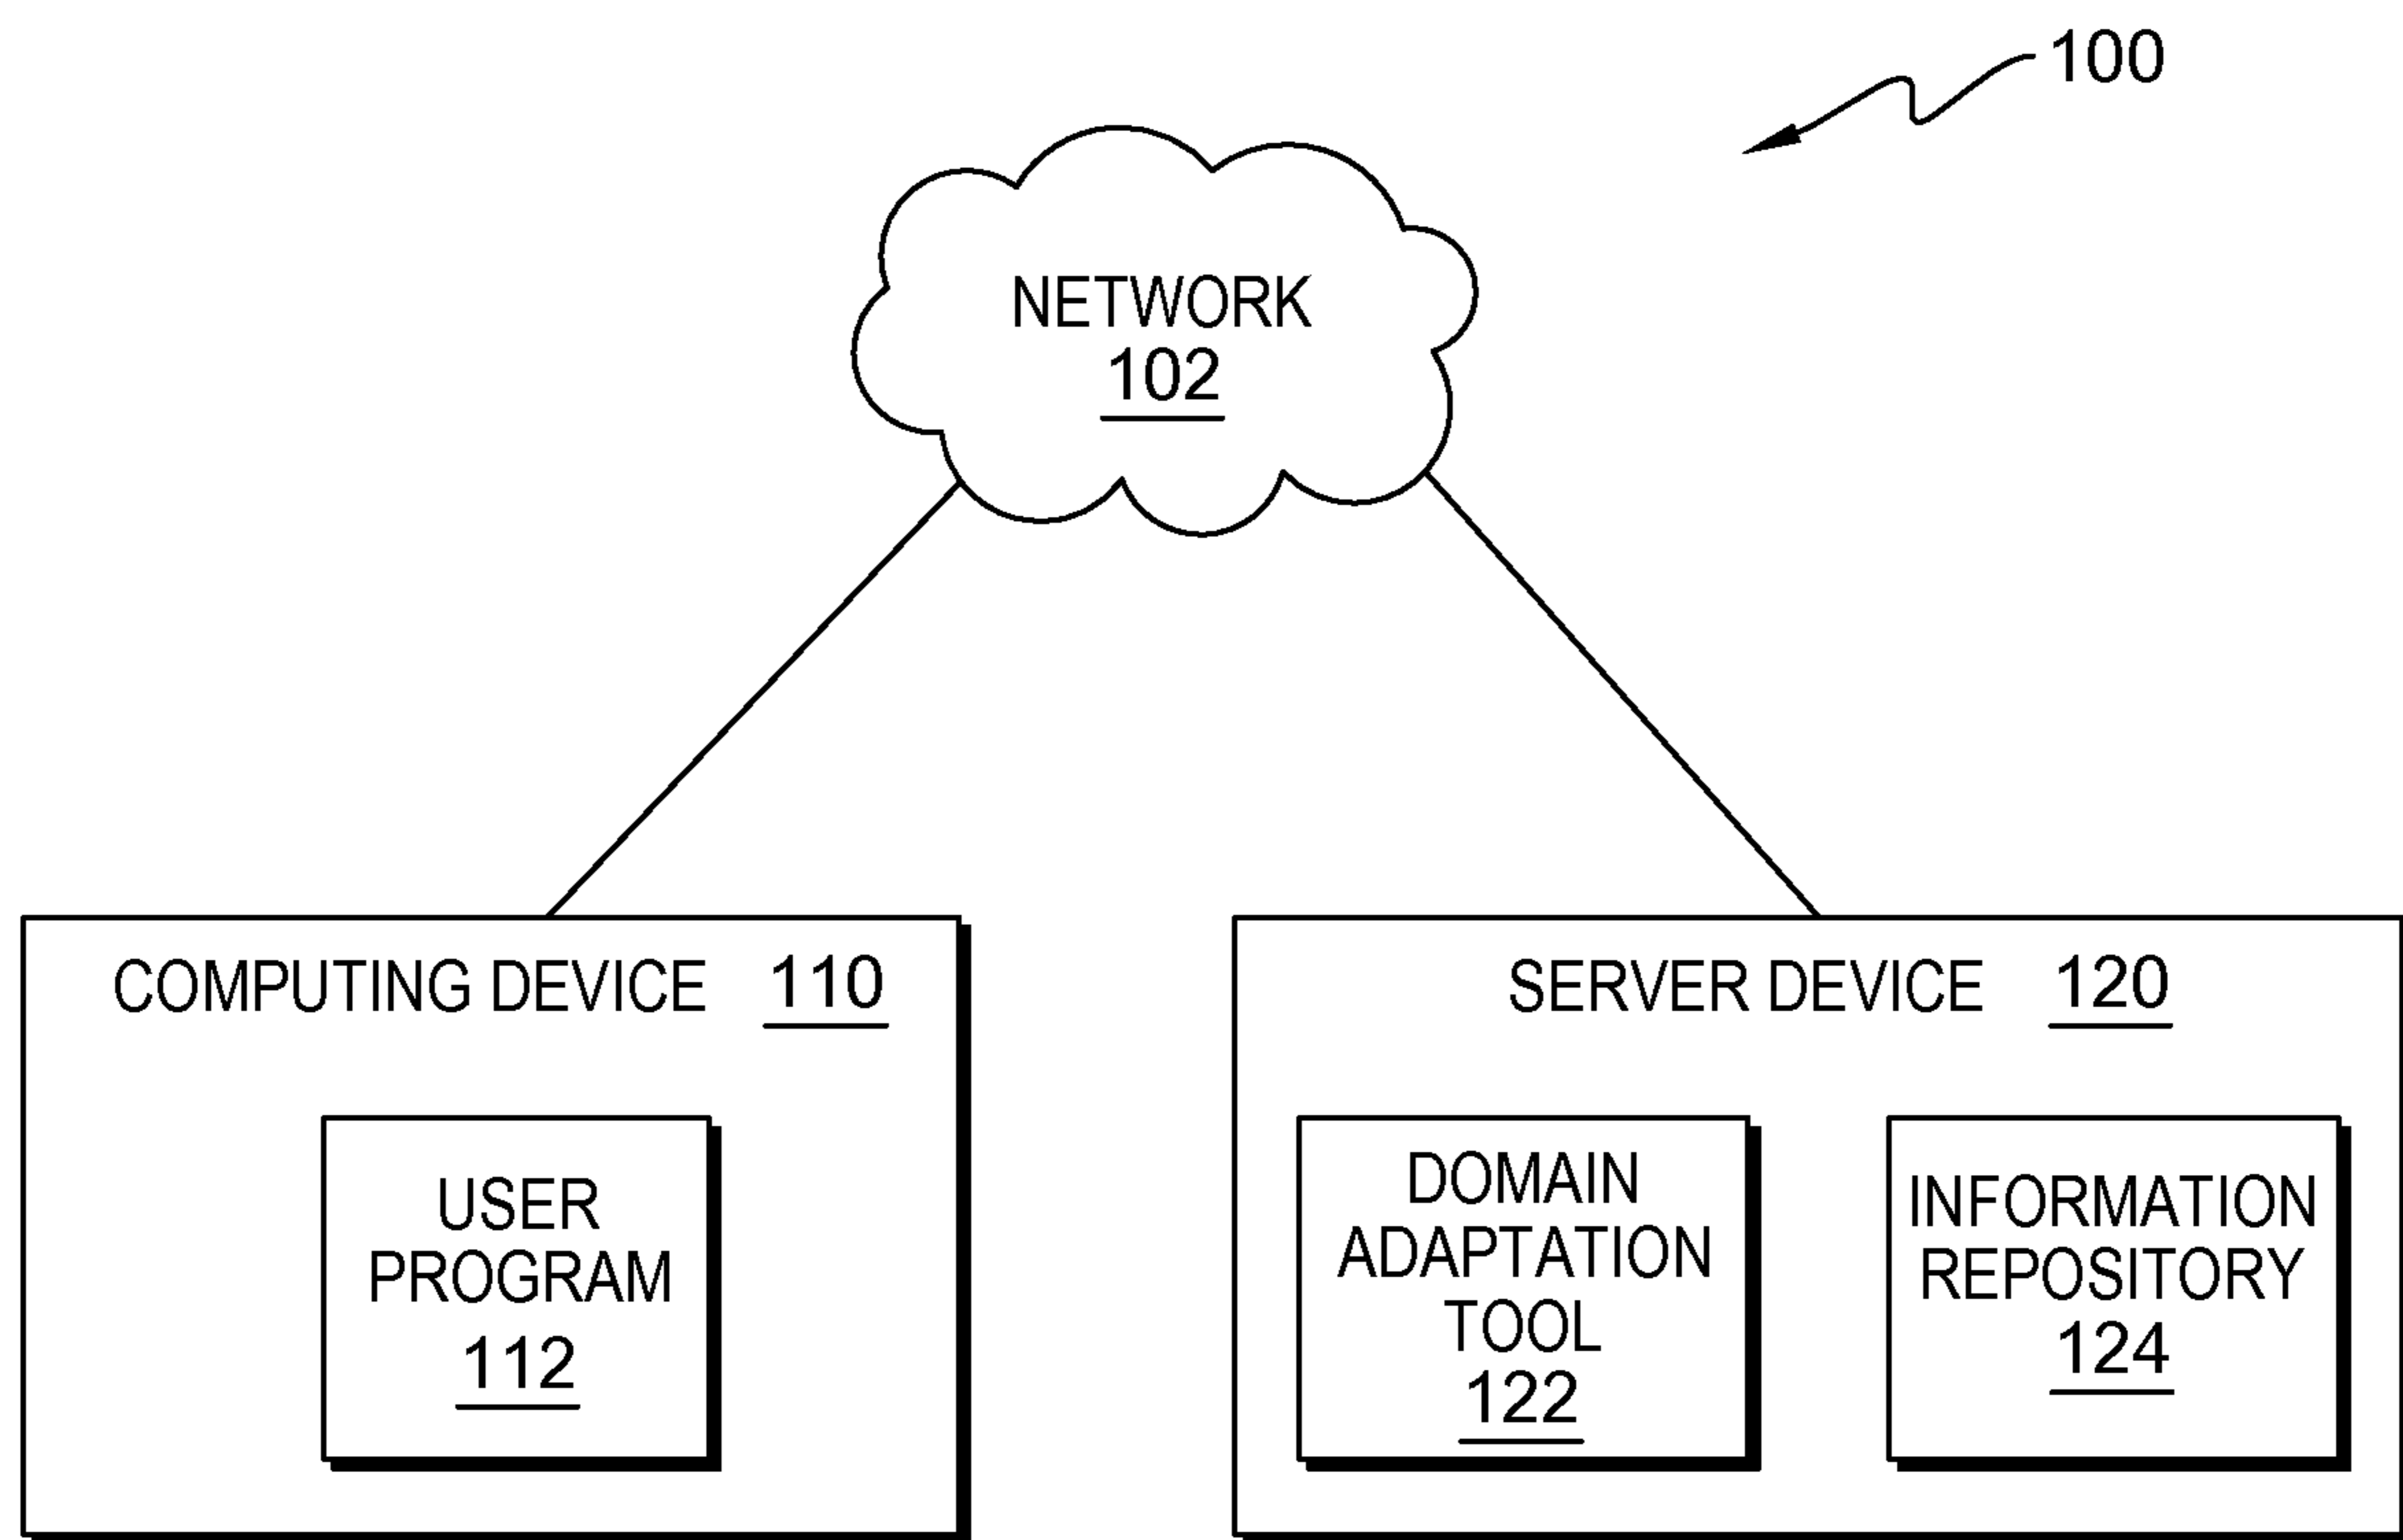 100
NETWORK
102
COMPUTING DEVICE 110
USER
PROGRAM
112
SERVER DEVICE 120
DOMAIN
ADAPTATION
TOOL
122
INFORMATION
REPOSITORY
124